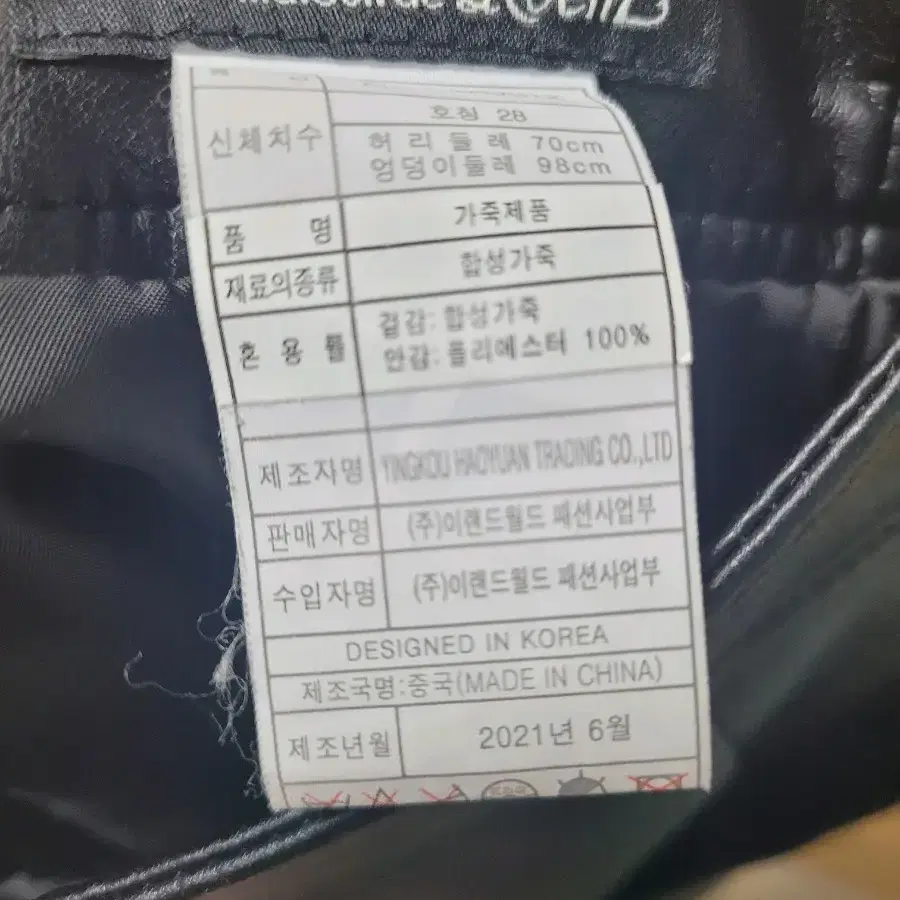 신체치수 호칭 28
허리둘레 70cm
엉덩이둘레 98cm
품 명 가죽제품
재료의종류 합성가죽
혼용률 겉감: 합성가죽
안감: 폴리에스터 100%
제조자명 YINGKOU HAOYUAN TRADING CO.,LTD
판매자명 (주)이랜드월드 패션사업부
수입자명 (주)이랜드월드 패션사업부
DESIGNED IN KOREA
제조국명:중국(MADE IN CHINA)
제조년월 2021년 6월